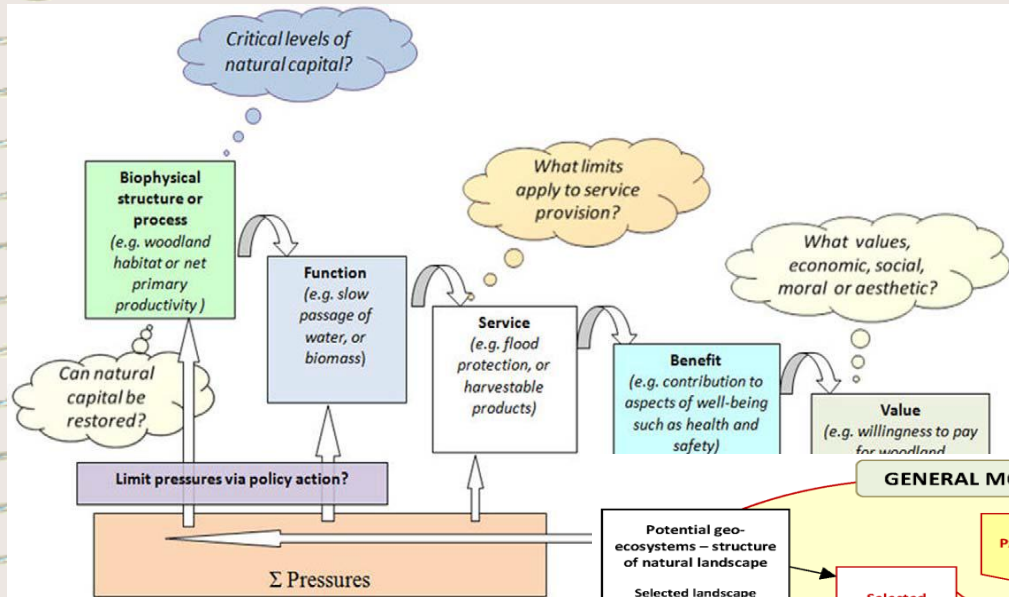 Critical levels of
natural capital?
Biophysical
structure or
process
(e.g. woodland
habitat or net
primary
productivity )
What limits
apply to service
provision?
Function
(e.g. slow
passage of
water, or
biomass)
What values,
economic, social,
moral or aesthetic?
Service
(e.g. flood
protection, or
harvestable
products)
Can natural
capital be
restored?
Benefit
(e.g. contribution to
aspects of well-being
such as health and
safety)
Value
(e.g. willingness to pay
for woodland
Limit pressures via policy action?
Σ Pressures
GENERAL
Potential geo-
ecosystems – structure
of natural landscape
Selected landscape
Selected